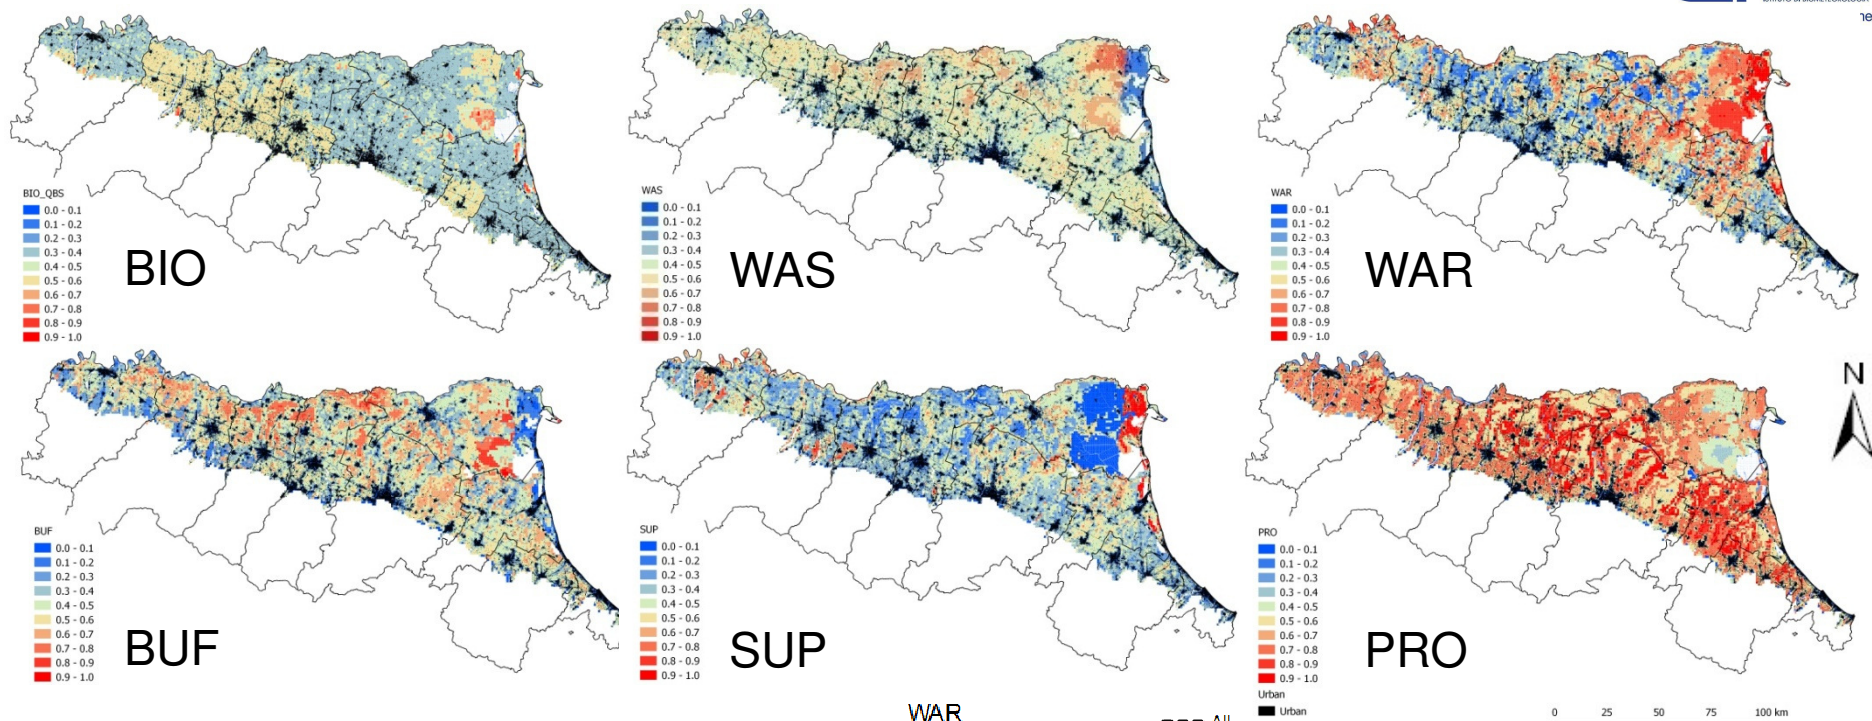 BIO_QBS
0.0 - 0.1
0.1 - 0.2
0.2 - 0.3
0.3 - 0.4
0.4 - 0.5
0.5 - 0.6
0.6 - 0.7
0.7 - 0.8
0.8 - 0.9
0.9 - 1.0
BIO
WAS
0.0 - 0.1
0.1 - 0.2
0.2 - 0.3
0.3 - 0.4
0.4 - 0.5
0.5 - 0.6
0.6 - 0.7
0.7 - 0.8
0.8 - 0.9
0.9 - 1.0
WAS
WAR
0.0 - 0.1
0.1 - 0.2
0.2 - 0.3
0.3 - 0.4
0.4 - 0.5
0.5 - 0.6
0.6 - 0.7
0.7 - 0.8
0.8 - 0.9
0.9 - 1.0
WAR
BUF
0.0 - 0.1
0.1 - 0.2
0.2 - 0.3
0.3 - 0.4
0.4 - 0.5
0.5 - 0.6
0.6 - 0.7
0.7 - 0.8
0.8 - 0.9
0.9 - 1.0
BUF
SUP
0.0 - 0.1
0.1 - 0.2
0.2 - 0.3
0.3 - 0.4
0.4 - 0.5
0.5 - 0.6
0.6 - 0.7
0.7 - 0.8
0.8 - 0.9
0.9 - 1.0
SUP
N
PRO
0.0 - 0.1
0.1 - 0.2
0.2 - 0.3
0.3 - 0.4
0.4 - 0.5
0.5 - 0.6
0.6 - 0.7
0.7 - 0.8
0.8 - 0.9
0.9 - 1.0
Urban
Urban
PRO
0 25 50 75 100 km
WAR